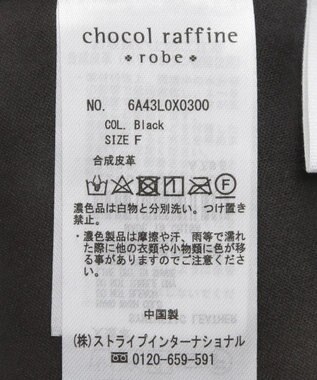 chocol raffine
robe
NO. 6A43L0X0300
COL. Black
SIZE F
合成皮革
F
濃色品は白物と分別洗い。つけ置き
禁止。
・濃色製品は摩擦や汗、雨等で濡れ
た際に他の衣類や小物類に色が移
る事がありますのでご注意くださ
い。
中国製
(株)ストライプインターナショナル
0120-659-591